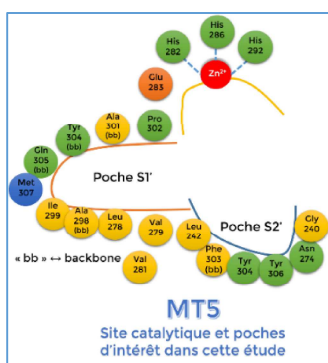 His
282
His
286
His
292
Zn²⁺
Glu
283
Ala
301
(bb)
Pro
302
Tyr
304
(bb)
Gln
305
(bb)
Met
307
Poche S1'
Ile
299
Ala
298
(bb)
Leu
278
Val
279
Leu
242
Poche S2'
Gly
240
Phe
303
(bb)
Tyr
304
Tyr
306
Asn
274
« bb » ↔ backbone
Val
281
MT5
Site catalytique et poches
d'intérêt dans cette étude